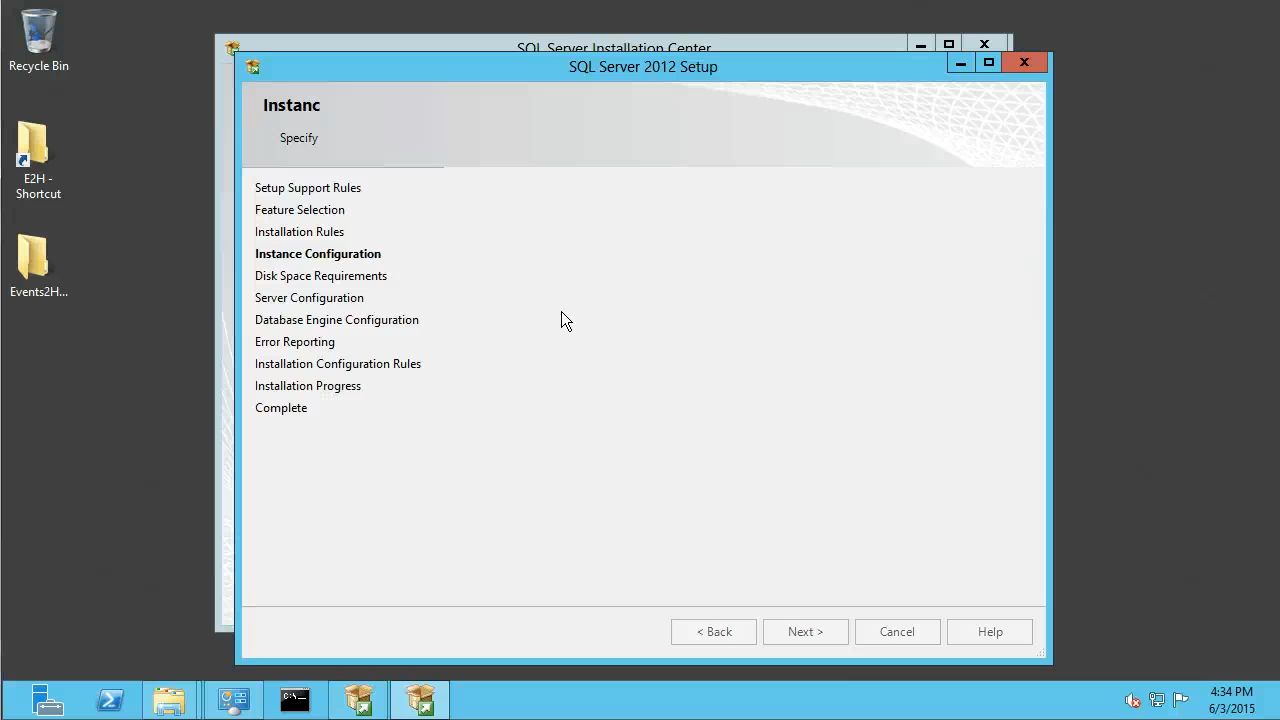 Recycle Bin
E2H -
Shortcut
Events2H...
SQL Server Installation Center
SQL Server 2012 Setup
Instanc
Specify
Setup Support Rules
Feature Selection
Installation Rules
Instance Configuration
Disk Space Requirements
Server Configuration
Database Engine Configuration
Error Reporting
Installation Configuration Rules
Installation Progress
Complete
< Back
Next >
Cancel
Help
4:34 PM
6/3/2015